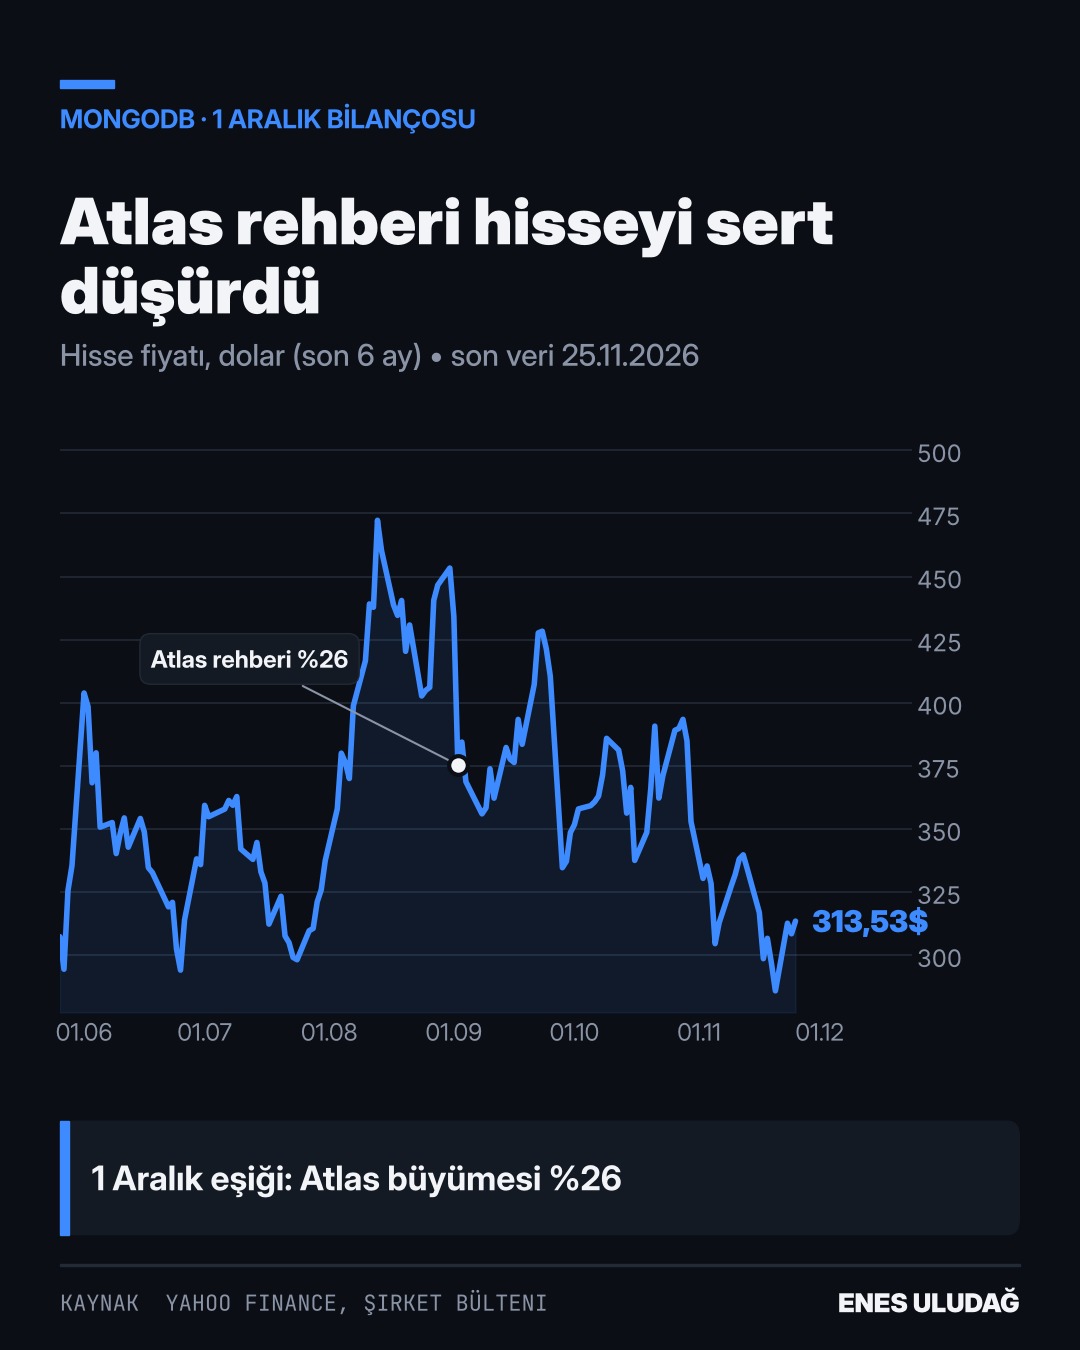 MONGODB · 1 ARALIK BİLANÇOSU
Atlas rehberi hisseyi sert
düşürdü
Hisse fiyatı, dolar (son 6 ay) • son veri 25.11.2026
500
475
450
425
Atlas rehberi %26
400
375
350
325
313,53$
300
01.06 01.07 01.08 01.09 01.10 01.11 01.12
1 Aralık eşiği: Atlas büyümesi %26
KAYNAK YAHOO FINANCE, ŞIRKET BÜLTENI
ENES ULUDAĞ